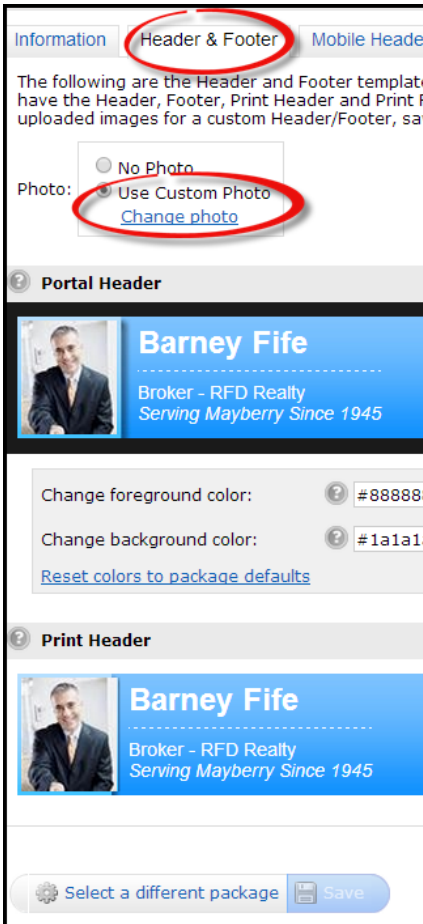 Information Header & Footer Mobile Heade
The following are the Header and Footer template
have the Header, Footer, Print Header and Print F
uploaded images for a custom Header/Footer, sav
No Photo
Photo: Use Custom Photo
Change photo
Portal Header
Barney Fife
Broker - RFD Realty
Serving Mayberry Since 1945
Change foreground color: #88888
Change background color: #1a1a1
Reset colors to package defaults
Print Header
Barney Fife
Broker - RFD Realty
Serving Mayberry Since 1945
Select a different package Save